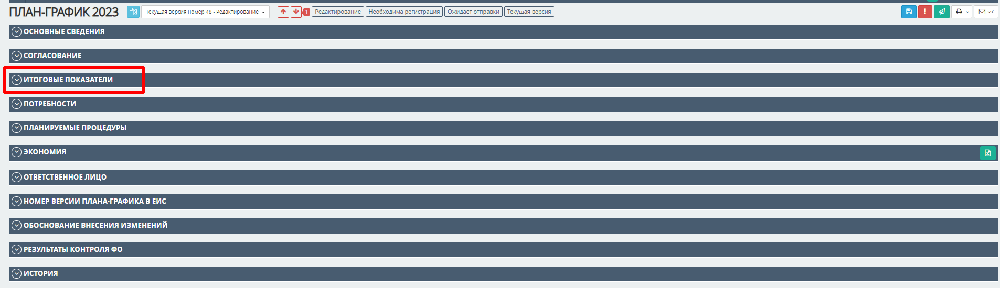 ПЛАН-ГРАФИК 2023 Текущая версия номер 48 - Редактирование 1 Редактирование Необходима регистрация Ожидает отправки Текущая версия
ОСНОВНЫЕ СВЕДЕНИЯ
СОГЛАСОВАНИЕ
ИТОГОВЫЕ ПОКАЗАТЕЛИ
ПОТРЕБНОСТИ
ПЛАНИРУЕМЫЕ ПРОЦЕДУРЫ
ЭКОНОМИЯ
ОТВЕТСТВЕННОЕ ЛИЦО
НОМЕР ВЕРСИИ ПЛАНА-ГРАФИКА В ЕИС
ОБОСНОВАНИЕ ВНЕСЕНИЯ ИЗМЕНЕНИЙ
РЕЗУЛЬТАТЫ КОНТРОЛЯ ФО
ИСТОРИЯ